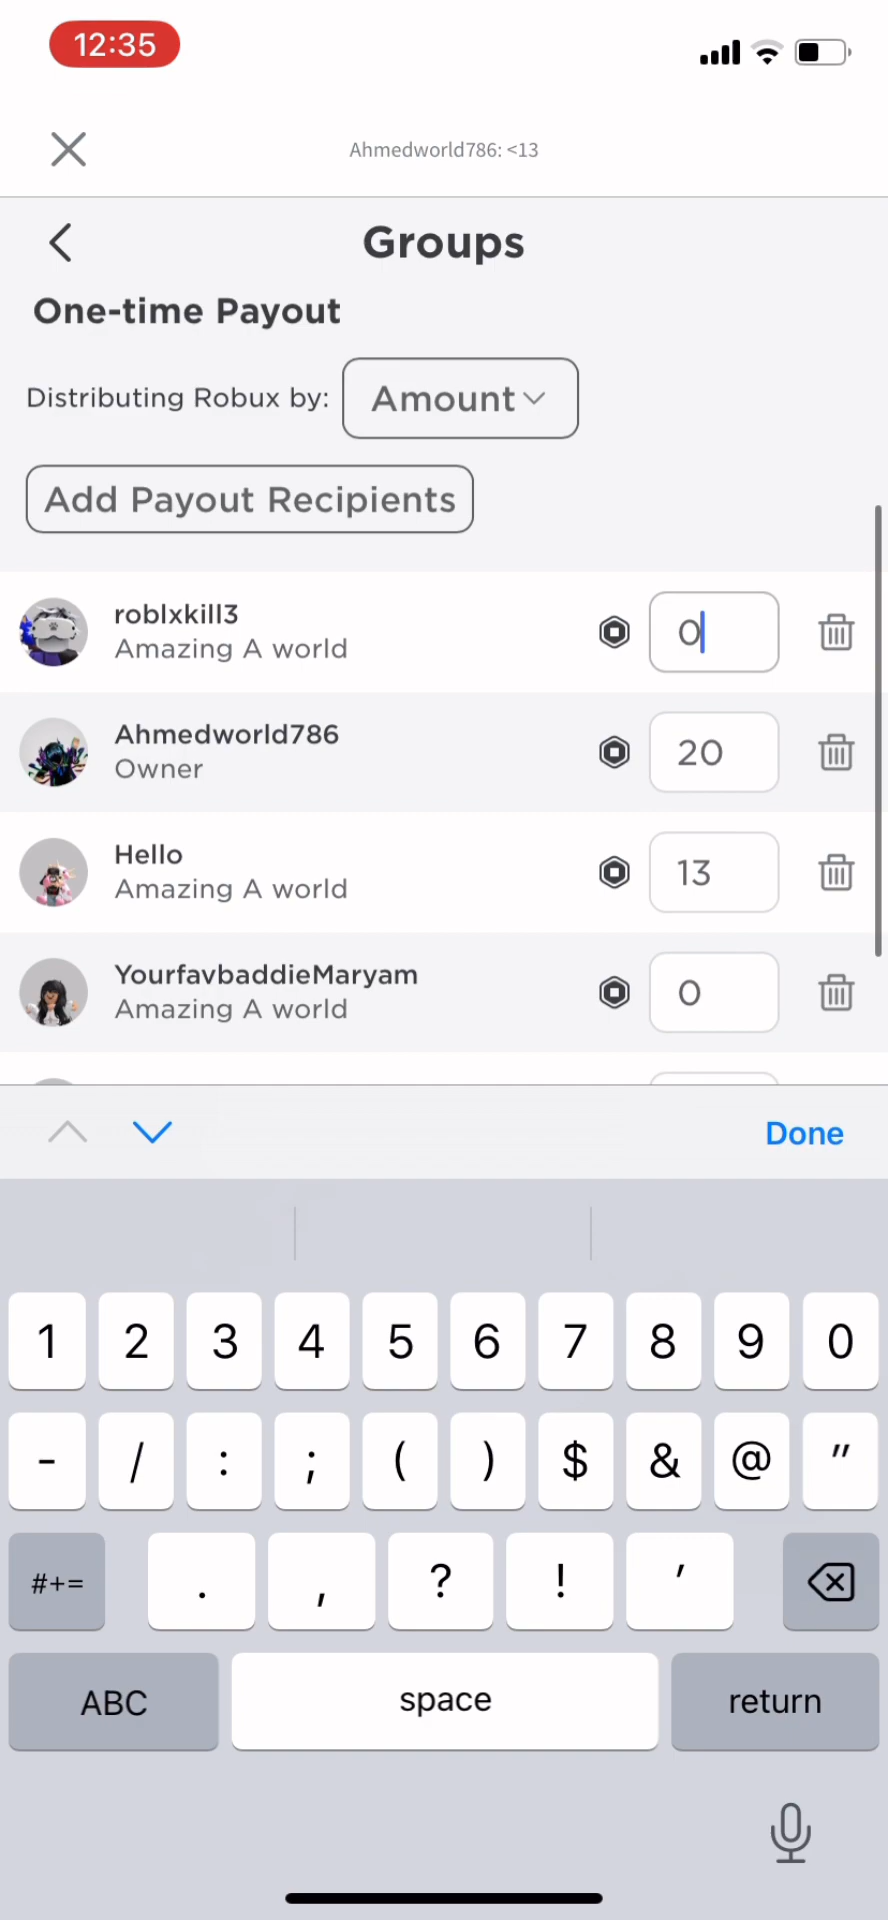 12:35
Ahmedworld786: <13
Groups
One-time Payout
Distributing Robux by:
Amount
Add Payout Recipients
roblxkill3
Amazing A world
0
Ahmedworld786
Owner
20
Hello
Amazing A world
13
YourfavbaddieMaryam
Amazing A world
0
Done
1 2 3 4 5 6 7 8 9 0
- / : ; ( ) $ & @ "
#+= . , ? ! '
ABC space return